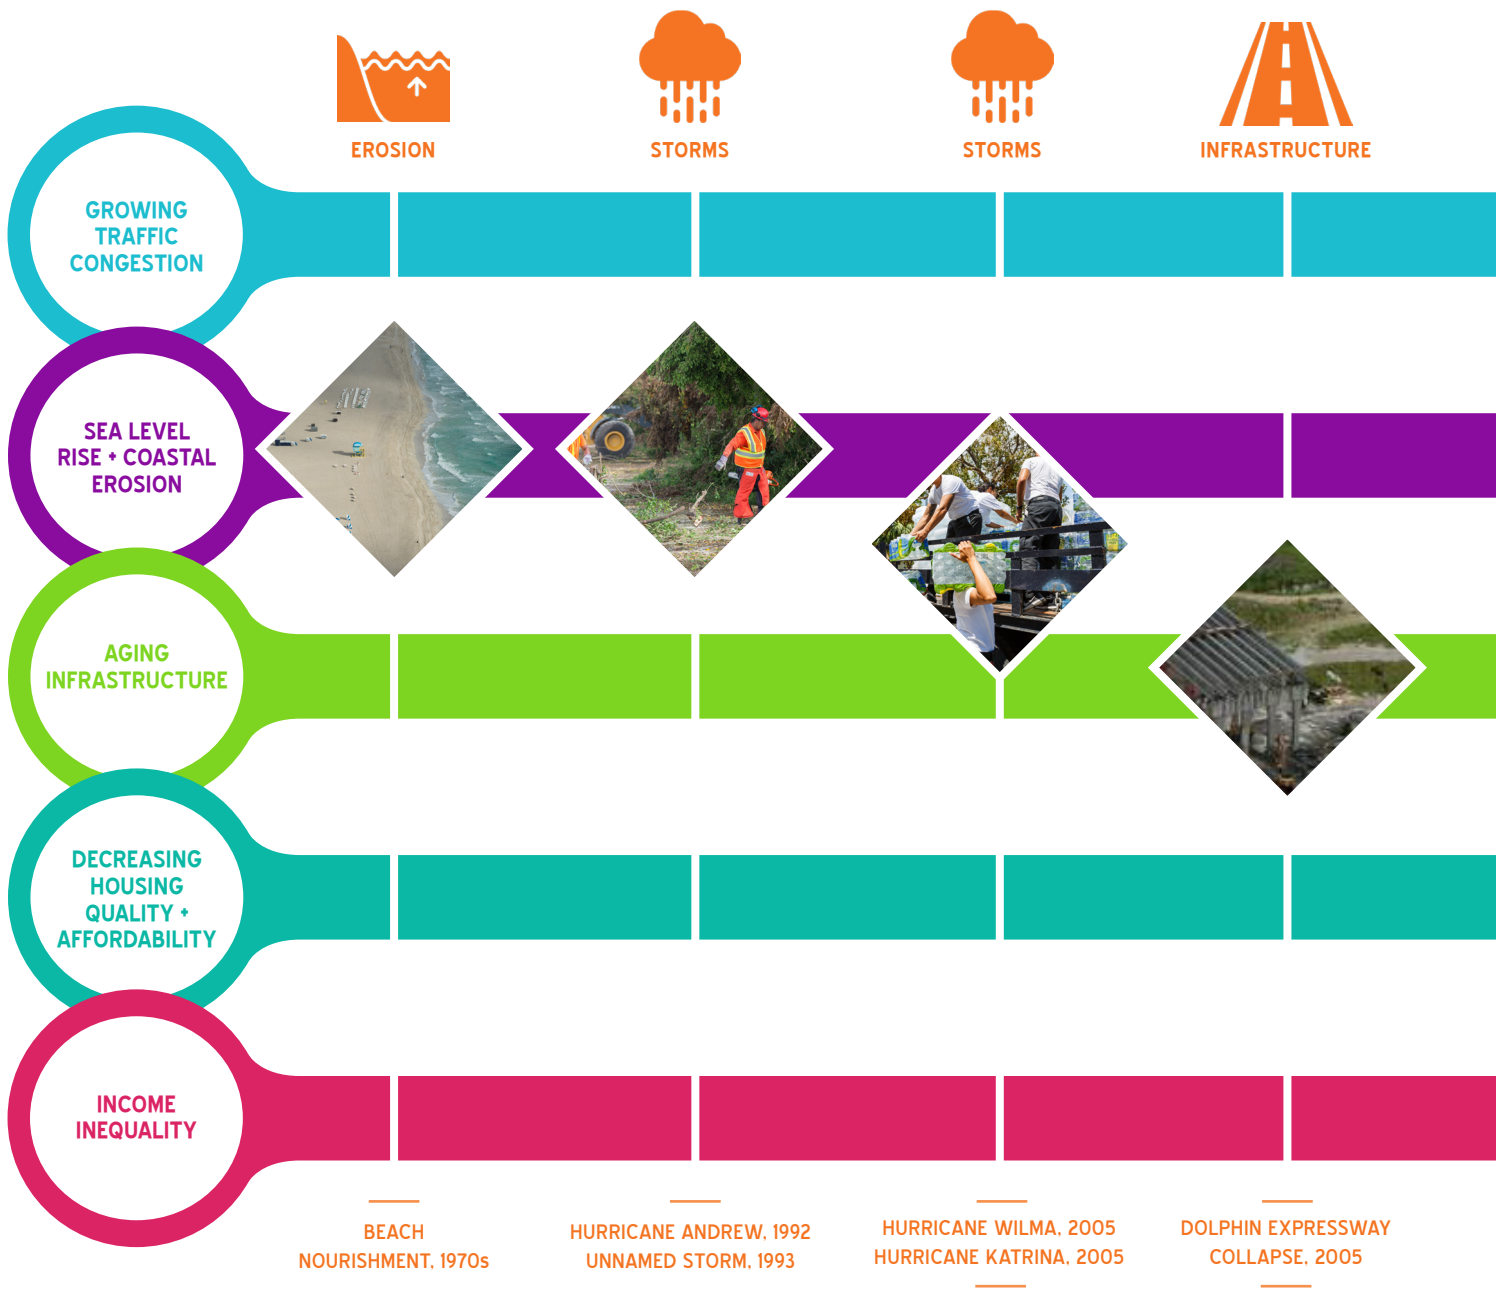 EROSION
STORMS
STORMS
INFRASTRUCTURE
GROWING
TRAFFIC
CONGESTION
SEA LEVEL
RISE + COASTAL
EROSION
AGING
INFRASTRUCTURE
DECREASING
HOUSING
QUALITY +
AFFORDABILITY
INCOME
INEQUALITY
BEACH
NOURISHMENT, 1970s
HURRICANE ANDREW, 1992
UNNAMED STORM, 1993
HURRICANE WILMA, 2005
HURRICANE KATRINA, 2005
DOLPHIN EXPRESSWAY
COLLAPSE, 2005